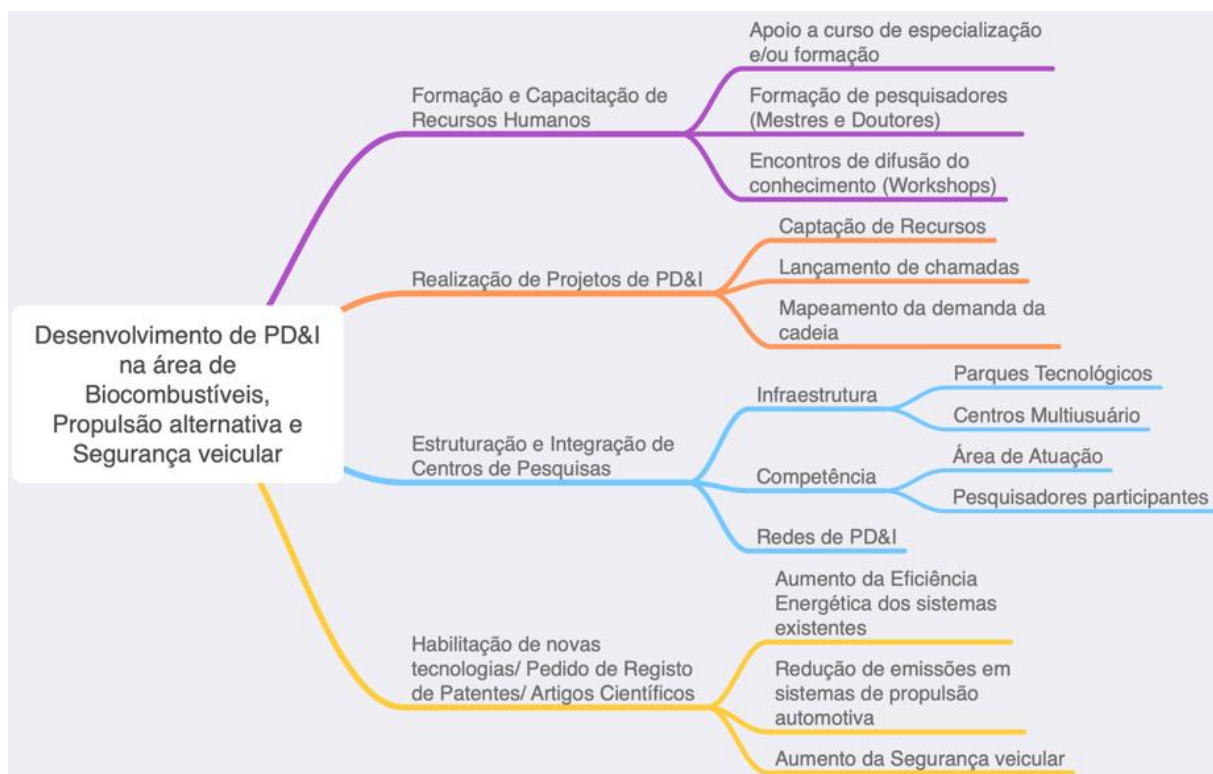 Desenvolvimento de PD&I
na área de
Biocombustíveis,
Propulsão alternativa e
Segurança veicular
Formação e Capacitação de
Recursos Humanos
Apoio a curso de especialização
e/ou formação
Formação de pesquisadores
(Mestres e Doutores)
Encontros de difusão do
conhecimento (Workshops)
Realização de Projetos de PD&I
Captação de Recursos
Lançamento de chamadas
Mapeamento da demanda da
cadeia
Estruturação e Integração de
Centros de Pesquisas
Infraestrutura
Parques Tecnológicos
Centros Multiusuário
Competência
Área de Atuação
Pesquisadores participantes
Redes de PD&I
Habilitação de novas
tecnologias/ Pedido de Registo
de Patentes/ Artigos Científicos
Aumento da Eficiência
Energética dos sistemas
existentes
Redução de emissões em
sistemas de propulsão
automotiva
Aumento da Segurança veicular